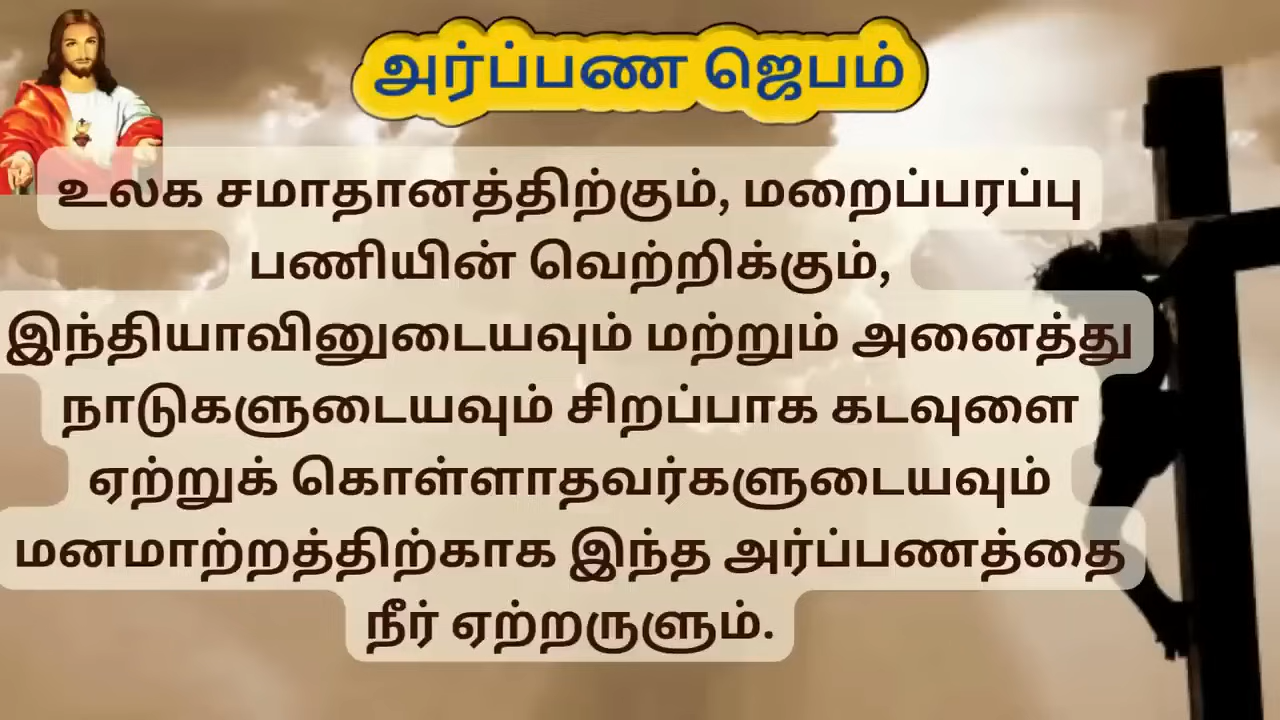 அர்ப்பண ஜெபம்
உலக சமாதானத்திற்கும், மறைப்பரப்பு
பணியின் வெற்றிக்கும்,
இந்தியாவினுடையவும் மற்றும் அனைத்து
நாடுகளுடையவும் சிறப்பாக கடவுளை
ஏற்றுக் கொள்ளாதவர்களுடையவும்
மனமாற்றத்திற்காக இந்த அர்ப்பணத்தை
நீர் ஏற்றருளும்.